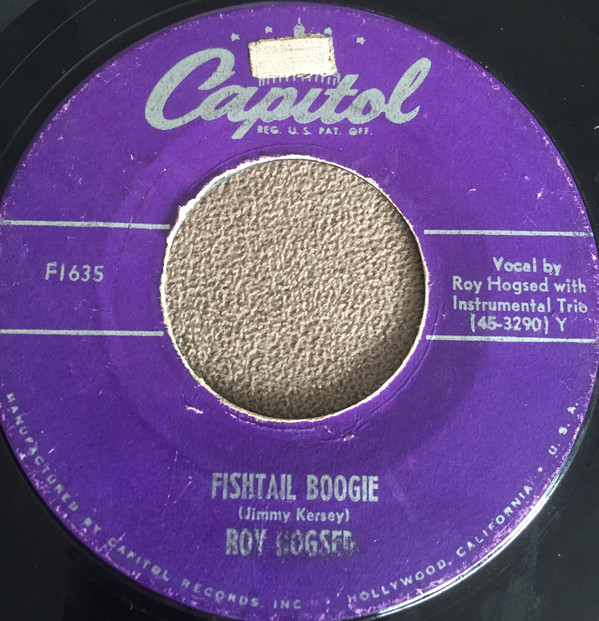 Capitol
REG. U.S. PAT. OFF.
F1635
Vocal by
Roy Hogsed with
Instrumental Trio
(45-3290) Y
FISHTAIL BOOGIE
(Jimmy Kersey)
ROY HOGSED
MANUFACTURED BY CAPITOL RECORDS, INC. • HOLLYWOOD, CALIFORNIA • U.S.A.